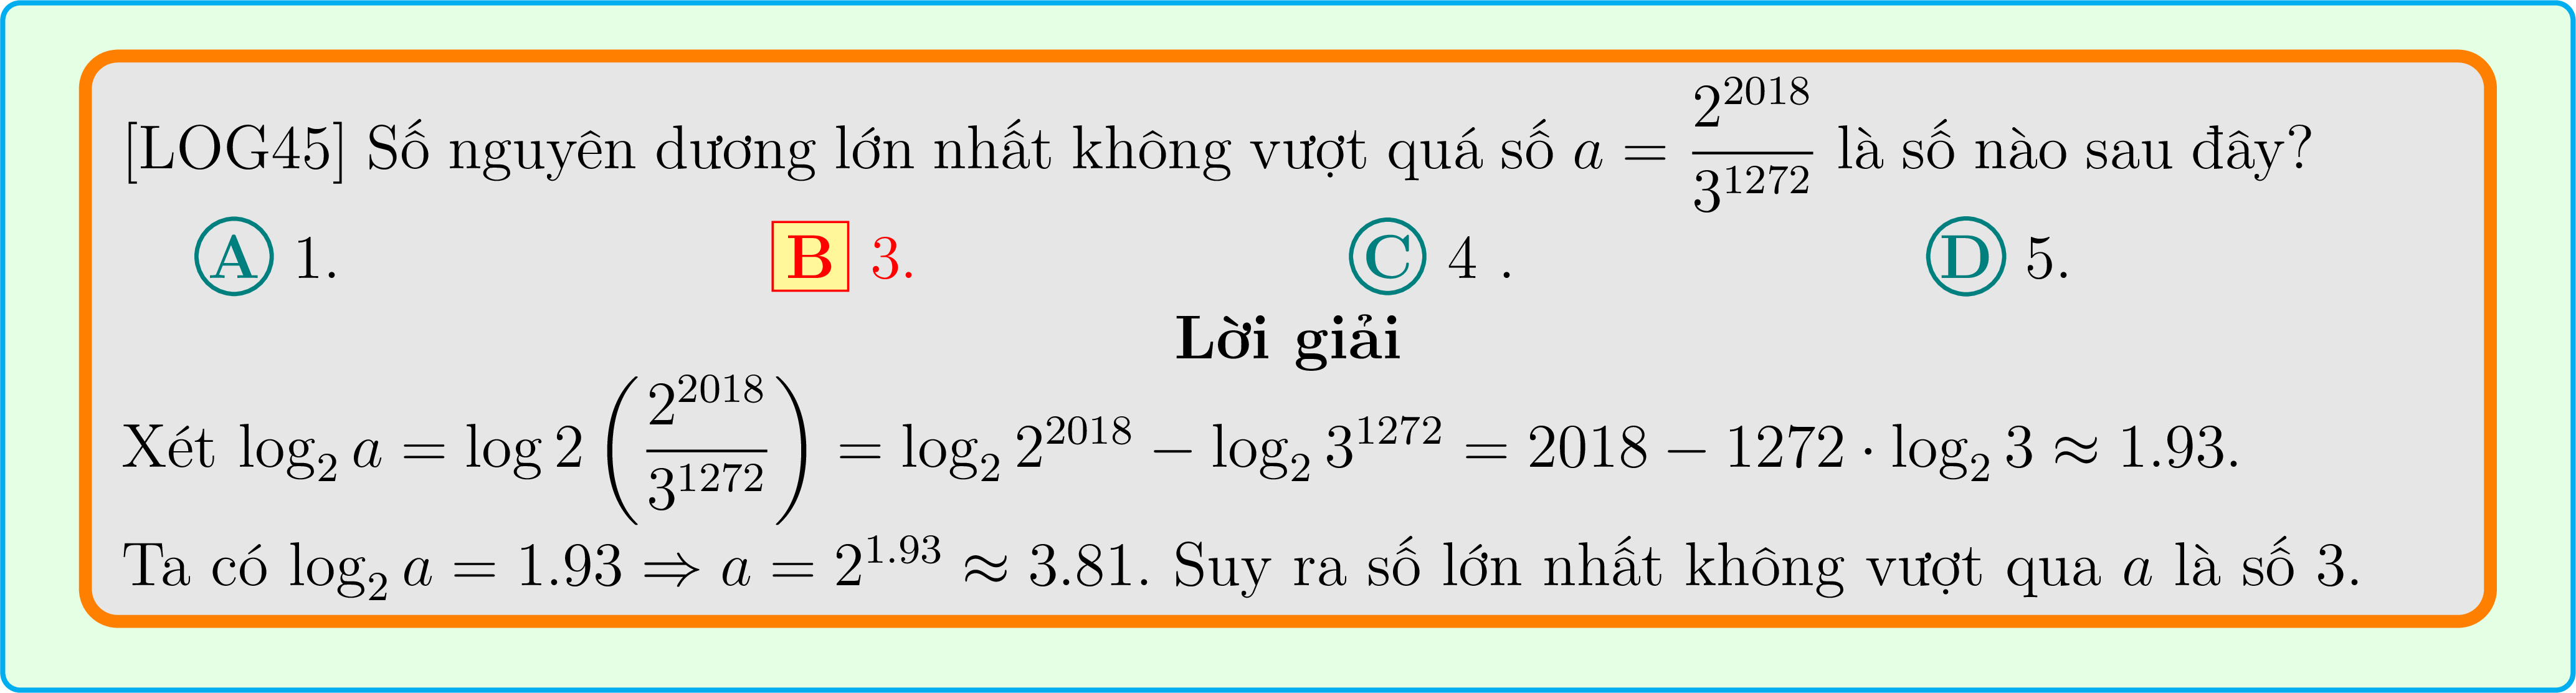 [LOG45] Số nguyên dương lớn nhất không vượt quá số $a = \dfrac{2^{2018}}{3^{1272}}$ là số nào sau đây?
A 1. B 3. C 4 . D 5.
Lời giải
Xét $\log_2 a = \log 2 \left( \dfrac{2^{2018}}{3^{1272}} \right) = \log_2 2^{2018} - \log_2 3^{1272} = 2018 - 1272 \cdot \log_2 3 \approx 1.93.$
Ta có $\log_2 a = 1.93 \Rightarrow a = 2^{1.93} \approx 3.81.$ Suy ra số lớn nhất không vượt qua $a$ là số 3.